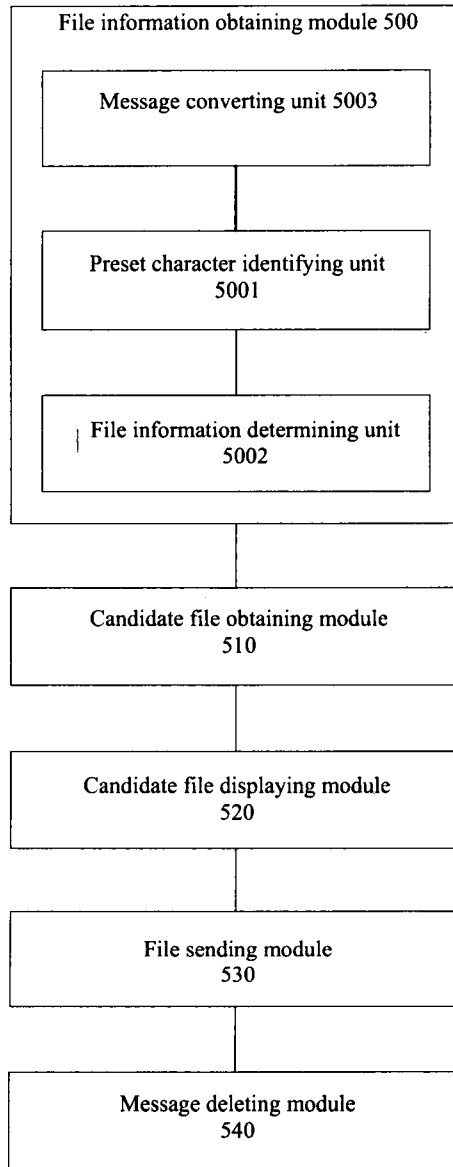 File information obtaining module 500
Message converting unit 5003
Preset character identifying unit
5001
File information determining unit
5002
Candidate file obtaining module
510
Candidate file displaying module
520
File sending module
530
Message deleting module
540